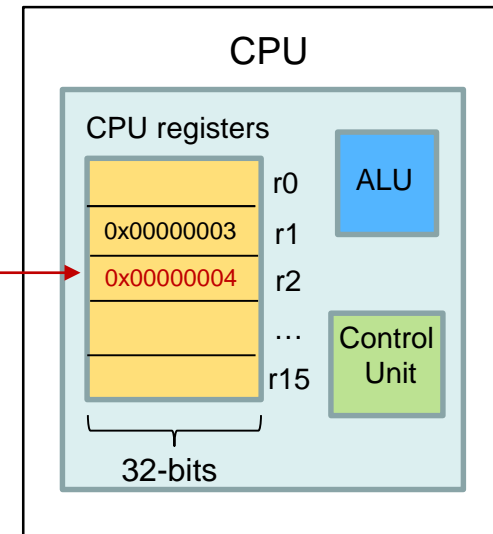 CPU
CPU registers
r0
ALU
0x00000003
r1
0x00000004
r2
…
Control
Unit
r15
32-bits